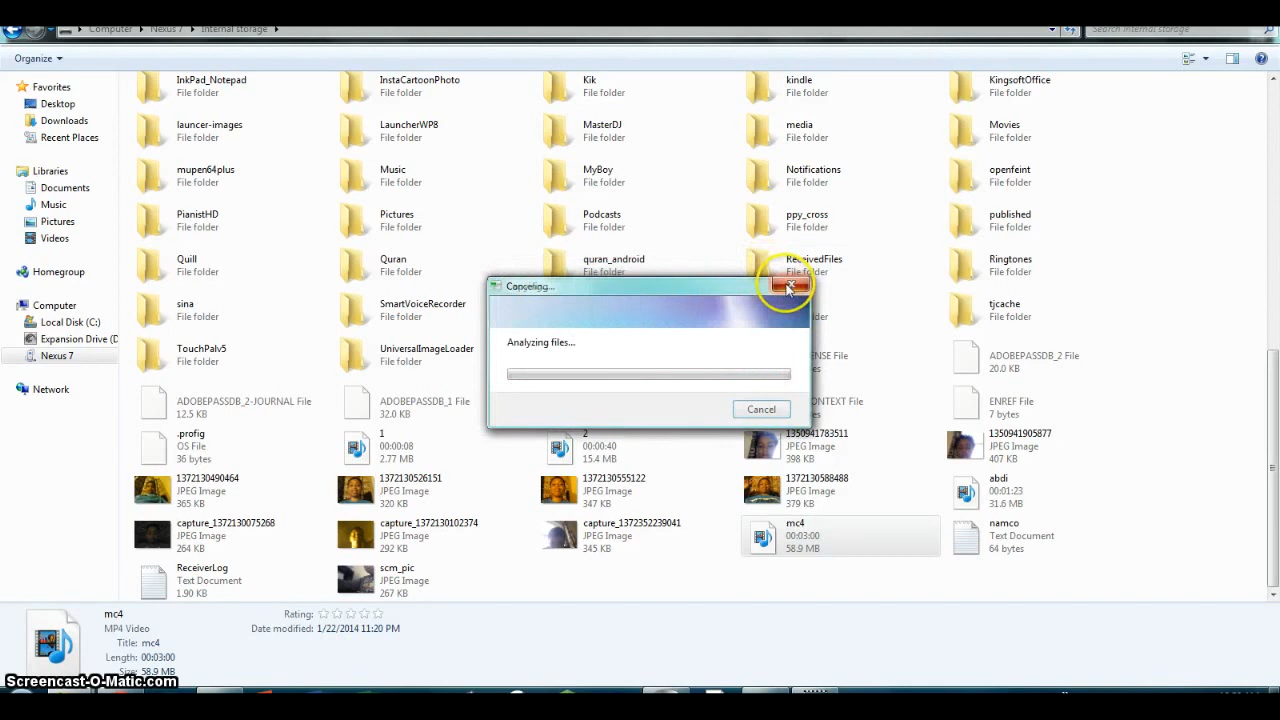 Computer Nexus 7 Internal storage
Search Internal storage
Organize
Favorites
Desktop
Downloads
Recent Places
Libraries
Documents
Music
Pictures
Videos
Homegroup
Computer
Local Disk (C:)
Expansion Drive (D
Nexus 7
Network
InkPad_Notepad
File folder
InstaCartoonPhoto
File folder
Kik
File folder
kindle
File folder
KingsoftOffice
File folder
launcer-images
File folder
LauncherWP8
File folder
MasterDJ
File folder
media
File folder
Movies
File folder
mupen64plus
File folder
Music
File folder
MyBoy
File folder
Notifications
File folder
openfeint
File folder
PianistHD
File folder
Pictures
File folder
Podcasts
File folder
ppy_cross
File folder
published
File folder
Quill
File folder
Quran
File folder
quran_android
ReceivedFiles
File folder
Ringtones
File folder
sina
File folder
SmartVoiceRecorder
File folder
tjcache
File folder
TouchPalv5
File folder
UniversalImageLoader
File folder
ENSE File
ADOBEPASSDB_2 File
20.0 KB
ADOBEPASSDB_2-JOURNAL File
12.5 KB
ADOBEPASSDB_1 File
32.0 KB
CONTEXT File
ENREF File
7 bytes
.profig
OS File
36 bytes
1
00:00:08
2.77 MB
2
00:00:40
15.4 MB
1350941783511
JPEG Image
398 KB
1350941905877
JPEG Image
407 KB
1372130490464
JPEG Image
365 KB
1372130526151
JPEG Image
320 KB
1372130555122
JPEG Image
347 KB
1372130588488
JPEG Image
379 KB
abdi
00:01:23
31.6 MB
capture_1372130075268
JPEG Image
264 KB
capture_1372130102374
JPEG Image
292 KB
capture_1372352239041
JPEG Image
345 KB
mc4
00:03:00
58.9 MB
namco
Text Document
64 bytes
ReceiverLog
Text Document
1.90 KB
scm_pic
JPEG Image
267 KB
Canceling...
Analyzing files...
Cancel
mc4
MP4 Video
Title: mc4
Length: 00:03:00
Size: 58.9 MB
Rating:
Date modified: 1/22/2014 11:20 PM
Screencast-O-Matic.com